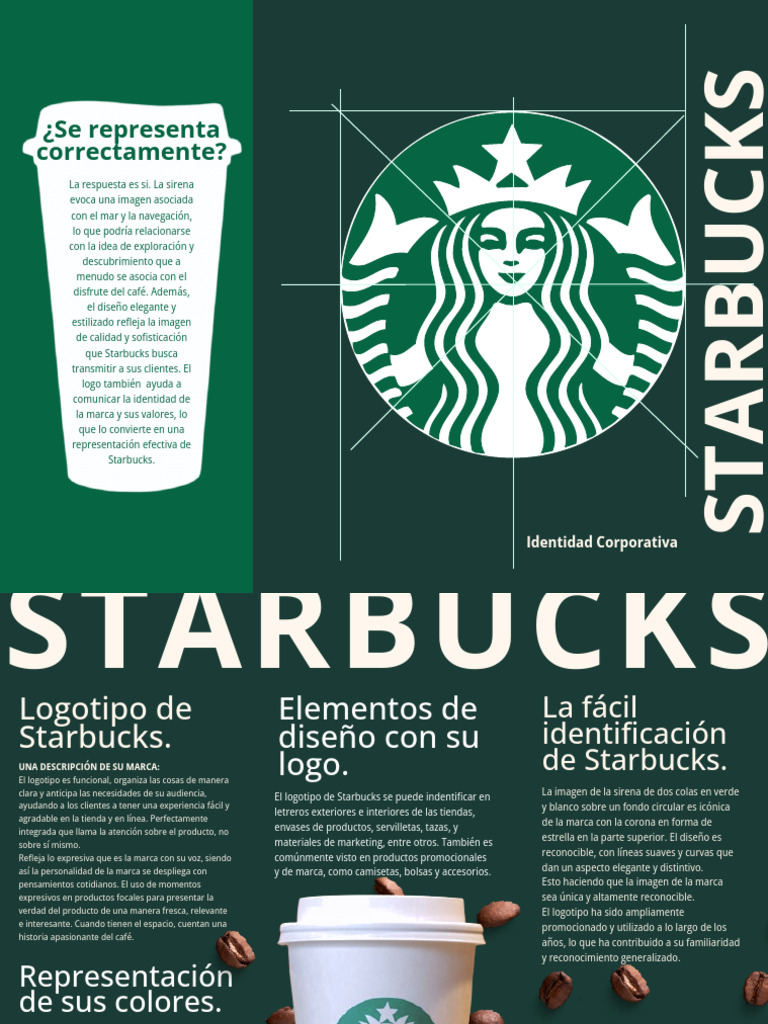 ¿Se representa
correctamente?
La respuesta es si. La sirena
evoca una imagen asociada
con el mar y la navegación,
lo que podría relacionarse
con la idea de exploración y
descubrimiento que a
menudo se asocia con el
disfrute del café. Además,
el diseño elegante y
estilizado refleja la imagen
de calidad y sofisticación
que Starbucks busca
transmitir a sus clientes. El
logo también ayuda a
comunicar la identidad de
la marca y sus valores, lo
que lo convierte en una
representación efectiva de
Starbucks.
STARBUCKS
Identidad Corporativa
STARBUCKS
Logotipo de
Starbucks.
UNA DESCRIPCIÓN DE SU MARCA:
El logotipo es funcional, organiza las cosas de manera
clara y anticipa las necesidades de su audiencia,
ayudando a los clientes a tener una experiencia fácil y
agradable en la tienda y en línea. Perfectamente
integrada que llama la atención sobre el producto, no
sobre sí mismo.
Refleja lo expresiva que es la marca con su voz, siendo
así la personalidad de la marca se despliega con
pensamientos cotidianos. El uso de momentos
expresivos en productos focales para presentar la
verdad del producto de una manera fresca, relevante
e interesante. Cuando tienen el espacio, cuentan una
historia apasionante del café.
Representación
de sus colores.
Elementos de
diseño con su
logo.
El logotipo de Starbucks se puede indentificar en
letreros exteriores e interiores de las tiendas,
envases de productos, servilletas, tazas, y
materiales de marketing, entre otros. También es
comúnmente visto en productos promocionales
y de marca, como camisetas, bolsas y accesorios.
La fácil
identificación
de Starbucks.
La imagen de la sirena de dos colas en verde
y blanco sobre un fondo circular es icónica
de la marca con la corona en forma de
estrella en la parte superior. El diseño es
reconocible, con líneas suaves y curvas que
dan un aspecto elegante y distintivo.
Esto haciendo que la imagen de la marca
sea única y altamente reconocible.
El logotipo ha sido ampliamente
promocionado y utilizado a lo largo de los
años, lo que ha contribuido a su familiaridad
y reconocimiento generalizado.